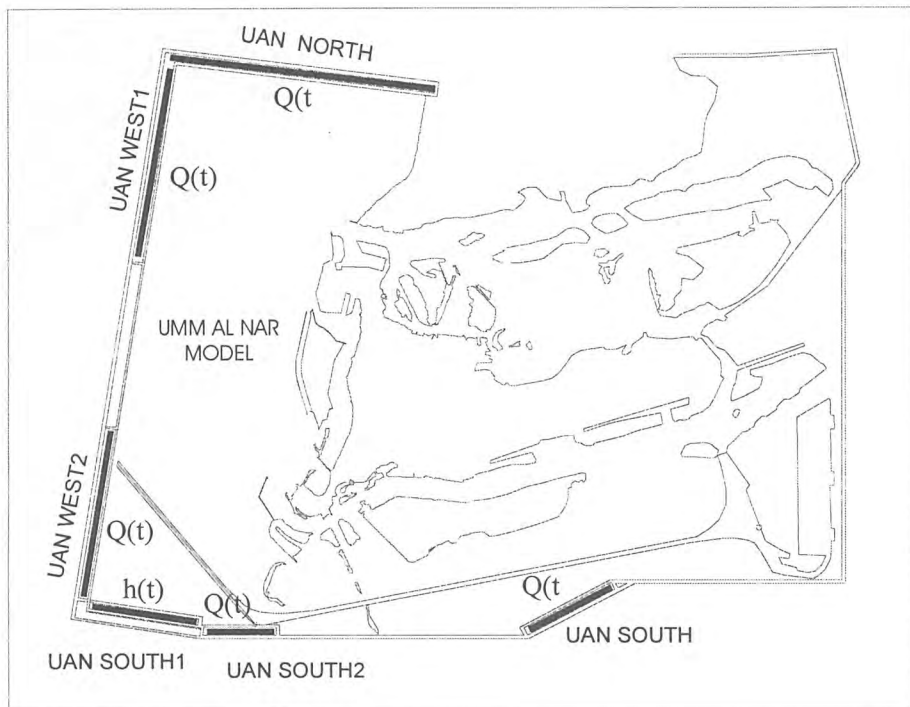 UAN NORTH
Q(t
UAN WEST1
Q(t)
UMM AL NAR
MODEL
UAN WEST2
Q(t)
h(t)
Q(t)
Q(t
UAN SOUTH
UAN SOUTH1
UAN SOUTH2